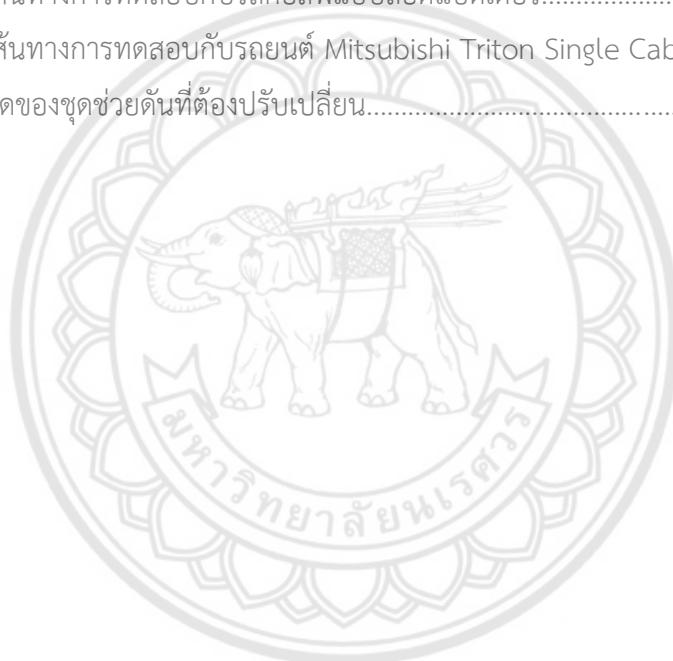 ส้นทางการทดสอบกับรถยนต์ Mitsubishi Triton Single Cab
ดของชุดช่วยดันที่ต้องปรับเปลี่ยน..........................................
มหาวิทยาลัยนเรศวร